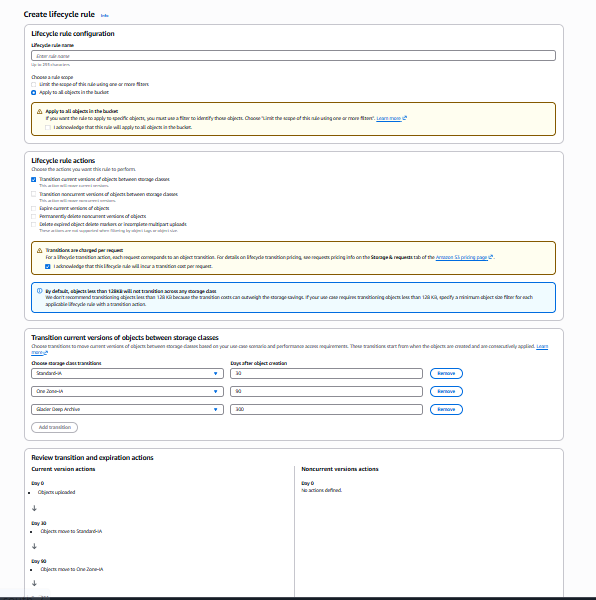 Create lifecycle rule Info
Lifecycle rule configuration
Lifecycle rule name
Enter rule name
Up to 255 characters
Choose a rule scope
Limit the scope of this rule using one or more filters
Apply to all objects in the bucket
Apply to all objects in the bucket
If you want the rule to apply to specific objects, you must use a filter to identify those objects. Choose "Limit the scope of this rule using one or more filters". Learn more
I acknowledge that this rule will apply to all objects in the bucket.
Lifecycle rule actions
Choose the actions you want this rule to perform.
Transition current versions of objects between storage classes
This action will move current versions.
Transition noncurrent versions of objects between storage classes
This action will move noncurrent versions.
Expire current versions of objects
Permanently delete noncurrent versions of objects
Delete expired object delete markers or incomplete multipart uploads
These actions are not supported when filtering by object tags or object size.
Transitions are charged per request
For a lifecycle transition action, each request corresponds to an object transition. For details on lifecycle transition pricing, see requests pricing info on the Storage & requests tab of the Amazon S3 pricing page.
I acknowledge that this lifecycle rule will incur a transition cost per request.
By default, objects less than 128KB will not transition across any storage class
We don't recommend transitioning objects less than 128 KB because the transition costs can outweigh the storage savings. If your use case requires transitioning objects less than 128 KB, specify a minimum object size filter for each
applicable lifecycle rule with a transition action.
Transition current versions of objects between storage classes
Choose transitions to move current versions of objects between storage classes based on your use case scenario and performance access requirements. These transitions start from when the objects are created and are consecutively applied. Learn
more
Choose storage class transitions Days after object creation
Standard-IA 30 Remove
One Zone-IA 90 Remove
Glacier Deep Archive 300 Remove
Add transition
Review transition and expiration actions
Current version actions Noncurrent versions actions
Day 0 Day 0
Objects uploaded No actions defined.
Day 30
Objects move to Standard-IA
Day 90
Objects move to One Zone-IA